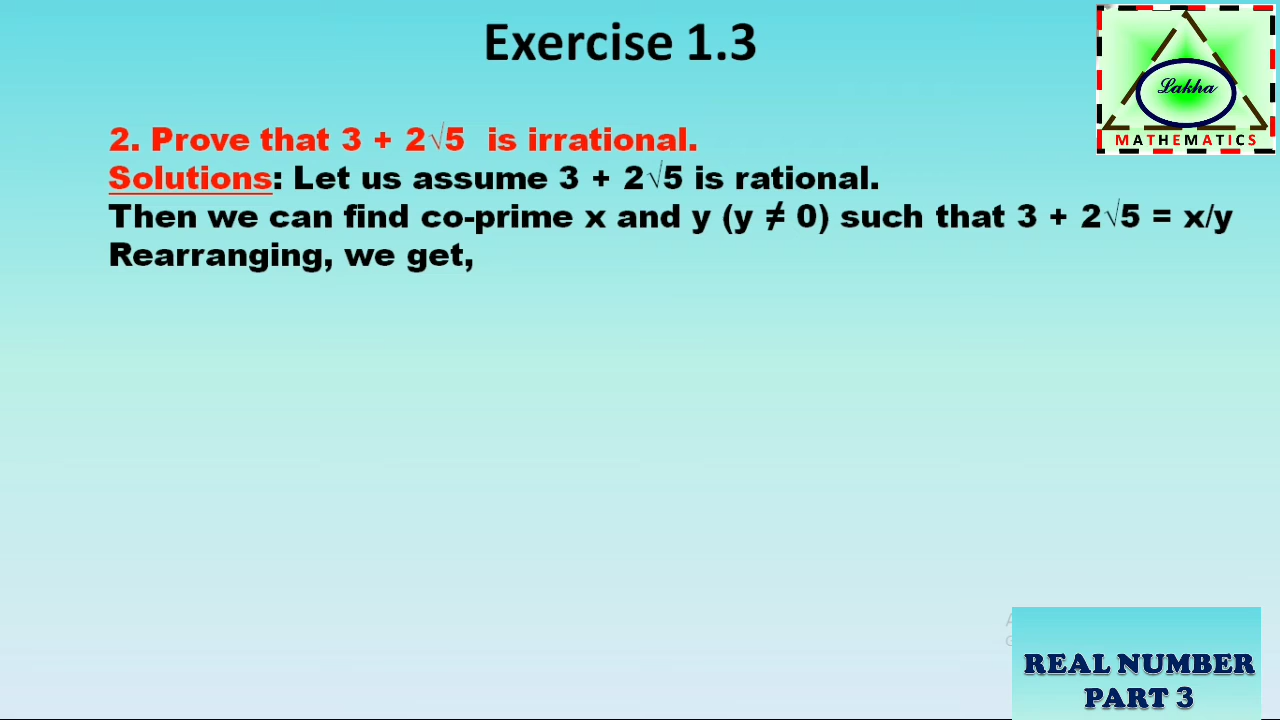 Exercise 1.3
Lakha
MATHEMATICS
2. Prove that 3 + 2√5 is irrational.
Solutions: Let us assume 3 + 2√5 is rational.
Then we can find co-prime x and y (y ≠ 0) such that 3 + 2√5 = x/y
Rearranging, we get,
REAL NUMBER
PART 3